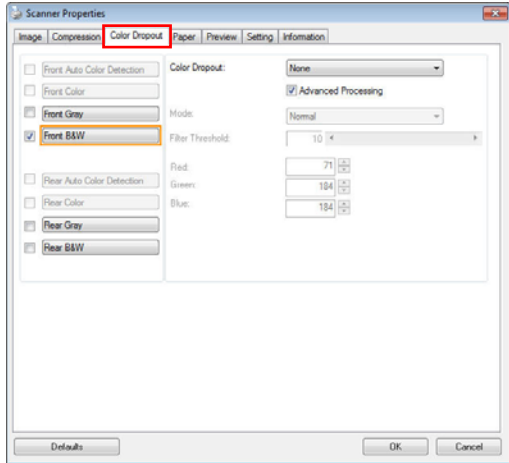 Scanner Properties
Image Compression Color Dropout Paper Preview Setting Information
Front Auto Color Detection
Front Color
Front Gray
Front B&W
Rear Auto Color Detection
Rear Color
Rear Gray
Rear B&W
Color Dropout: None
Advanced Processing
Mode: Normal
Filter Threshold: 10
Red: 71
Green: 184
Blue: 184
Defaults OK Cancel